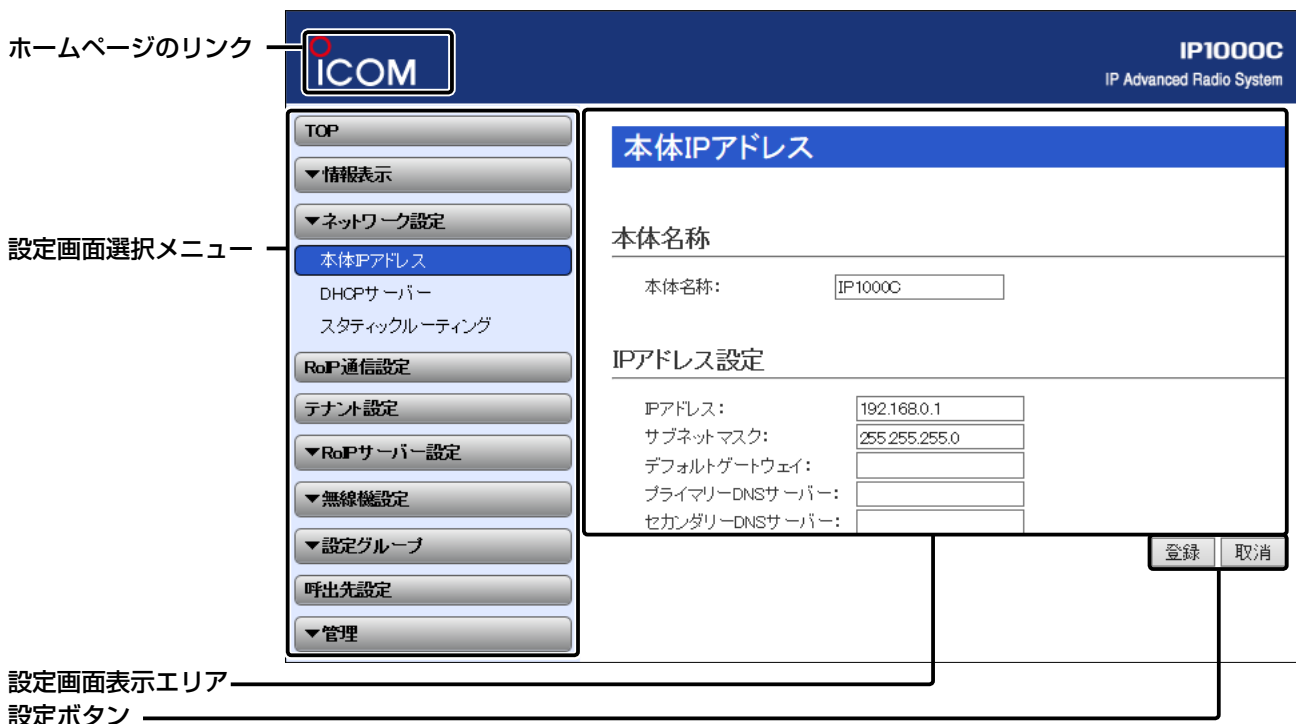 ホームページのリンク
ICOM
IP1000C
IP Advanced Radio System
設定画面選択メニュー
TOP
▼情報表示
▼ネットワーク設定
本体IPアドレス
DHCPサーバー
スタティックルーティング
RoIP通信設定
テナント設定
▼RoIPサーバー設定
▼無線機設定
▼設定グループ
呼出先設定
▼管理
本体IPアドレス
本体名称
本体名称: IP1000C
IPアドレス設定
IPアドレス: 192.168.0.1
サブネットマスク: 255.255.255.0
デフォルトゲートウェイ:
プライマリーDNSサーバー:
セカンダリーDNSサーバー:
登録 取消
設定画面表示エリア
設定ボタン